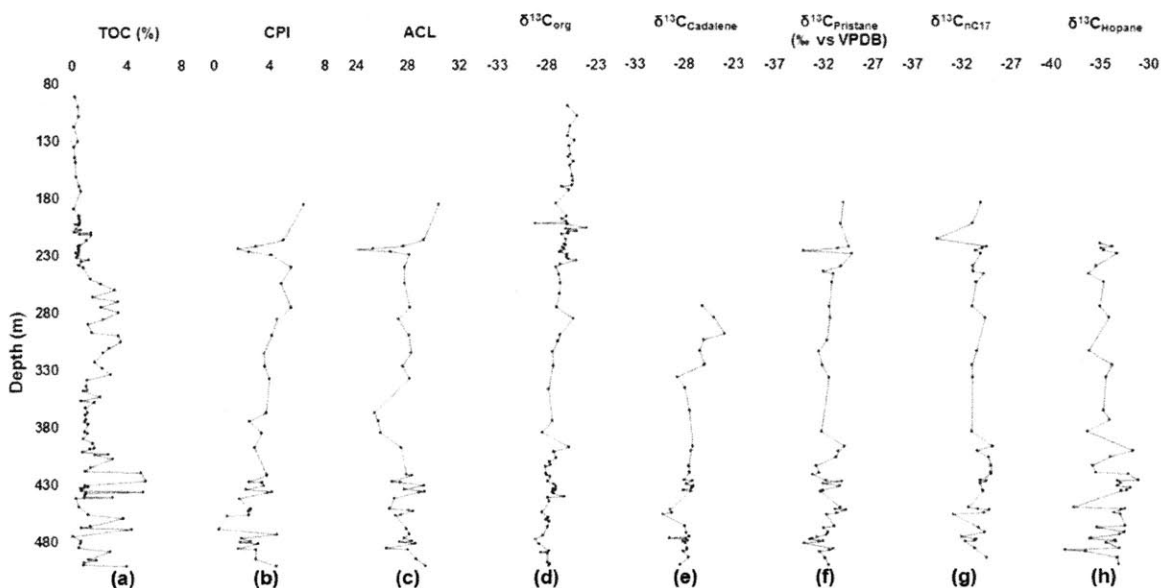 TOC (%) CPI ACL δ¹³Corg δ¹³CCadalene δ¹³CPristane δ¹³CnC17 δ¹³CHopane
(‰ vs VPDB)
0 4 8 0 4 8 24 28 32 -33 -28 -23 -33 -28 -23 -37 -32 -27 -37 -32 -27 -40 -35 -30
80
130
180
230
280
330
380
430
480
Depth (m)
(a) (b) (c) (d) (e) (f) (g) (h)